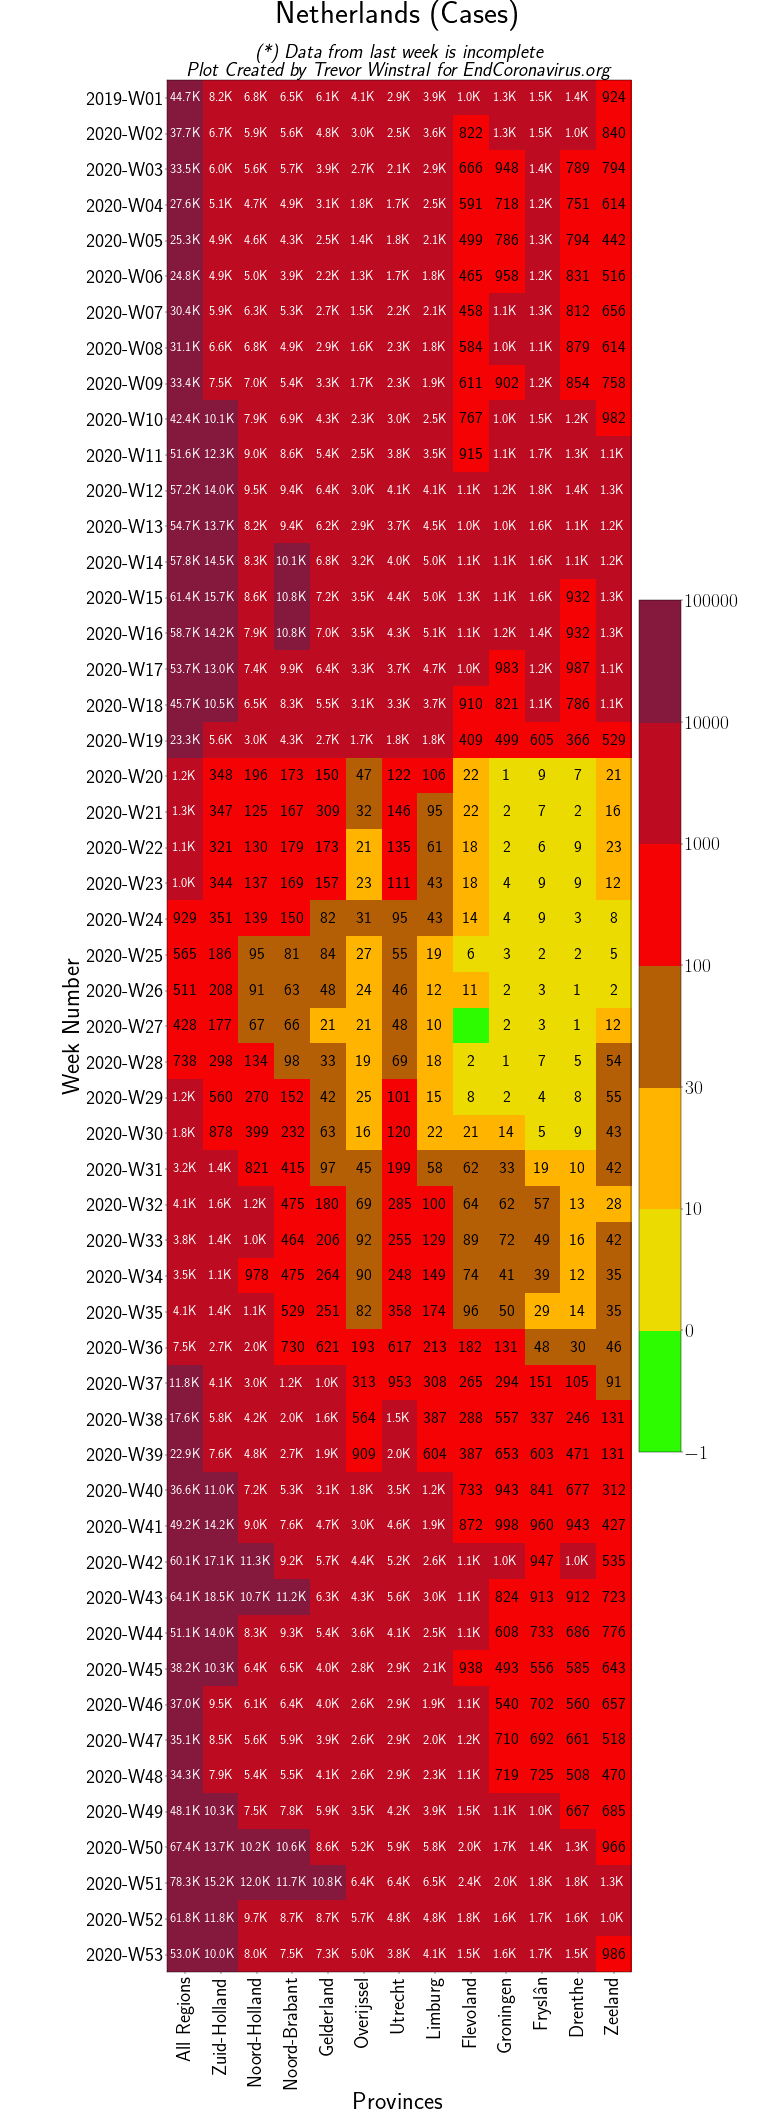 Netherlands (Cases)
(*) Data from last week is incomplete
Plot Created by Trevor Winstral for EndCoronavirus.org
2019-W01 44.7K 8.2K 6.8K 6.5K 6.1K 4.1K 2.9K 3.9K 1.0K 1.3K 1.5K 1.4K 924
2020-W02 37.7K 6.7K 5.9K 5.6K 4.8K 3.0K 2.5K 3.6K 822 1.3K 1.5K 1.0K 840
2020-W03 33.5K 6.0K 5.6K 5.7K 3.9K 2.7K 2.1K 2.9K 666 948 1.4K 789 794
2020-W04 27.6K 5.1K 4.7K 4.9K 3.1K 1.8K 1.7K 2.5K 591 718 1.2K 751 614
2020-W05 25.3K 4.9K 4.6K 4.3K 2.5K 1.4K 1.8K 2.1K 499 786 1.3K 794 442
2020-W06 24.8K 4.9K 5.0K 3.9K 2.2K 1.3K 1.7K 1.8K 465 958 1.2K 831 516
2020-W07 30.4K 5.9K 6.3K 5.3K 2.7K 1.5K 2.2K 2.1K 458 1.1K 1.3K 812 656
2020-W08 31.1K 6.6K 6.8K 4.9K 2.9K 1.6K 2.3K 1.8K 584 1.0K 1.1K 879 614
2020-W09 33.4K 7.5K 7.0K 5.4K 3.3K 1.7K 2.3K 1.9K 611 902 1.2K 854 758
2020-W10 42.4K 10.1K 7.9K 6.9K 4.3K 2.3K 3.0K 2.5K 767 1.0K 1.5K 1.2K 982
2020-W11 51.6K 12.3K 9.0K 8.6K 5.4K 2.5K 3.8K 3.5K 915 1.1K 1.7K 1.3K 1.1K
2020-W12 57.2K 14.0K 9.5K 9.4K 6.4K 3.0K 4.1K 4.1K 1.1K 1.2K 1.8K 1.4K 1.3K
2020-W13 54.7K 13.7K 8.2K 9.4K 6.2K 2.9K 3.7K 4.5K 1.0K 1.0K 1.6K 1.1K 1.2K
2020-W14 57.8K 14.5K 8.3K 10.1K 6.8K 3.2K 4.0K 5.0K 1.1K 1.1K 1.6K 1.1K 1.2K
2020-W15 61.4K 15.7K 8.6K 10.8K 7.2K 3.5K 4.4K 5.0K 1.3K 1.1K 1.6K 932 1.3K
2020-W16 58.7K 14.2K 7.9K 10.8K 7.0K 3.5K 4.3K 5.1K 1.1K 1.2K 1.4K 932 1.3K
2020-W17 53.7K 13.0K 7.4K 9.9K 6.4K 3.3K 3.7K 4.7K 1.0K 983 1.2K 987 1.1K
2020-W18 45.7K 10.5K 6.5K 8.3K 5.5K 3.1K 3.3K 3.7K 910 821 1.1K 786 1.1K
2020-W19 23.3K 5.6K 3.0K 4.3K 2.7K 1.7K 1.8K 1.8K 409 499 605 366 529
2020-W20 1.2K 348 196 173 150 47 122 106 22 1 9 7 21
2020-W21 1.3K 347 125 167 309 32 146 95 22 2 7 2 16
2020-W22 1.1K 321 130 179 173 21 135 61 18 2 6 9 23
2020-W23 1.0K 344 137 169 157 23 111 43 18 4 9 9 12
2020-W24 929 351 139 150 82 31 95 43 14 4 9 3 8
2020-W25 565 186 95 81 84 27 55 19 6 3 2 2 5
2020-W26 511 208 91 63 48 24 46 12 11 2 3 1 2
2020-W27 428 177 67 66 21 21 48 10 2 3 1 12
2020-W28 738 298 134 98 33 19 69 18 2 1 7 5 54
2020-W29 1.2K 560 270 152 42 25 101 15 8 2 4 8 55
2020-W30 1.8K 878 399 232 63 16 120 22 21 14 5 9 43
2020-W31 3.2K 1.4K 821 415 97 45 199 58 62 33 19 10 42
2020-W32 4.1K 1.6K 1.2K 475 180 69 285 100 64 62 57 13 28
2020-W33 3.8K 1.4K 1.0K 464 206 92 255 129 89 72 49 16 42
2020-W34 3.5K 1.1K 978 475 264 90 248 149 74 41 39 12 35
2020-W35 4.1K 1.4K 1.1K 529 251 82 358 174 96 50 29 14 35
2020-W36 7.5K 2.7K 2.0K 730 621 193 617 213 182 131 48 30 46
2020-W37 11.8K 4.1K 3.0K 1.2K 1.0K 313 953 308 265 294 151 105 91
2020-W38 17.6K 5.8K 4.2K 2.0K 1.6K 564 1.5K 387 288 557 337 246 131
2020-W39 22.9K 7.6K 4.8K 2.7K 1.9K 909 2.0K 604 387 653 603 471 131
2020-W40 36.6K 11.0K 7.2K 5.3K 3.1K 1.8K 3.5K 1.2K 733 943 841 677 312
2020-W41 49.2K 14.2K 9.0K 7.6K 4.7K 3.0K 4.6K 1.9K 872 998 960 943 427
2020-W42 60.1K 17.1K 11.3K 9.2K 5.7K 4.4K 5.2K 2.6K 1.1K 1.0K 947 1.0K 535
2020-W43 64.1K 18.5K 10.7K 11.2K 6.3K 4.3K 5.6K 3.0K 1.1K 824 913 912 723
2020-W44 51.1K 14.0K 8.3K 9.3K 5.4K 3.6K 4.1K 2.5K 1.1K 608 733 686 776
2020-W45 38.2K 10.3K 6.4K 6.5K 4.0K 2.8K 2.9K 2.1K 938 493 556 585 643
2020-W46 37.0K 9.5K 6.1K 6.4K 4.0K 2.6K 2.9K 1.9K 1.1K 540 702 560 657
2020-W47 35.1K 8.5K 5.6K 5.9K 3.9K 2.6K 2.9K 2.0K 1.2K 710 692 661 518
2020-W48 34.3K 7.9K 5.4K 5.5K 4.1K 2.6K 2.9K 2.3K 1.1K 719 725 508 470
2020-W49 48.1K 10.3K 7.5K 7.8K 5.9K 3.5K 4.2K 3.9K 1.5K 1.1K 1.0K 667 685
2020-W50 67.4K 13.7K 10.2K 10.6K 8.6K 5.2K 5.9K 5.8K 2.0K 1.7K 1.4K 1.3K 966
2020-W51 78.3K 15.2K 12.0K 11.7K 10.8K 6.4K 6.4K 6.5K 2.4K 2.0K 1.8K 1.8K 1.3K
2020-W52 61.8K 11.8K 9.7K 8.7K 8.7K 5.7K 4.8K 4.8K 1.8K 1.6K 1.7K 1.6K 1.0K
2020-W53 53.0K 10.0K 8.0K 7.5K 7.3K 5.0K 3.8K 4.1K 1.5K 1.6K 1.7K 1.5K 986
Week Number
All Regions
Zuid-Holland
Noord-Holland
Noord-Brabant
Gelderland
Overijssel
Utrecht
Limburg
Flevoland
Groningen
Fryslân
Drenthe
Zeeland
Provinces
100000
10000
1000
100
30
10
0
−1